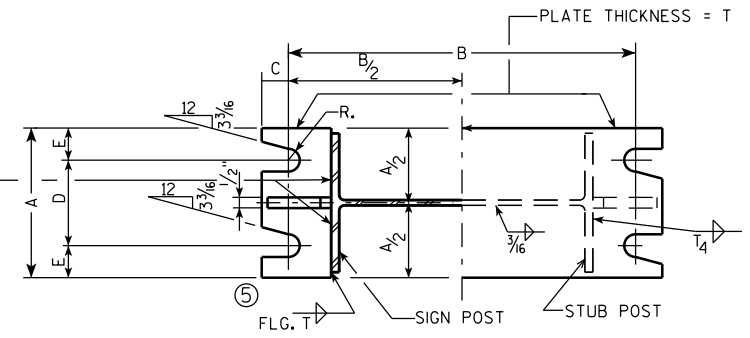 PLATE THICKNESS = T
B
B/2
C
12
3 3/16
R.
E
A/2
A
D
1/2"
12
3 3/16
A/2
3/16
E
T4
5
FLG. T
SIGN POST
STUB POST